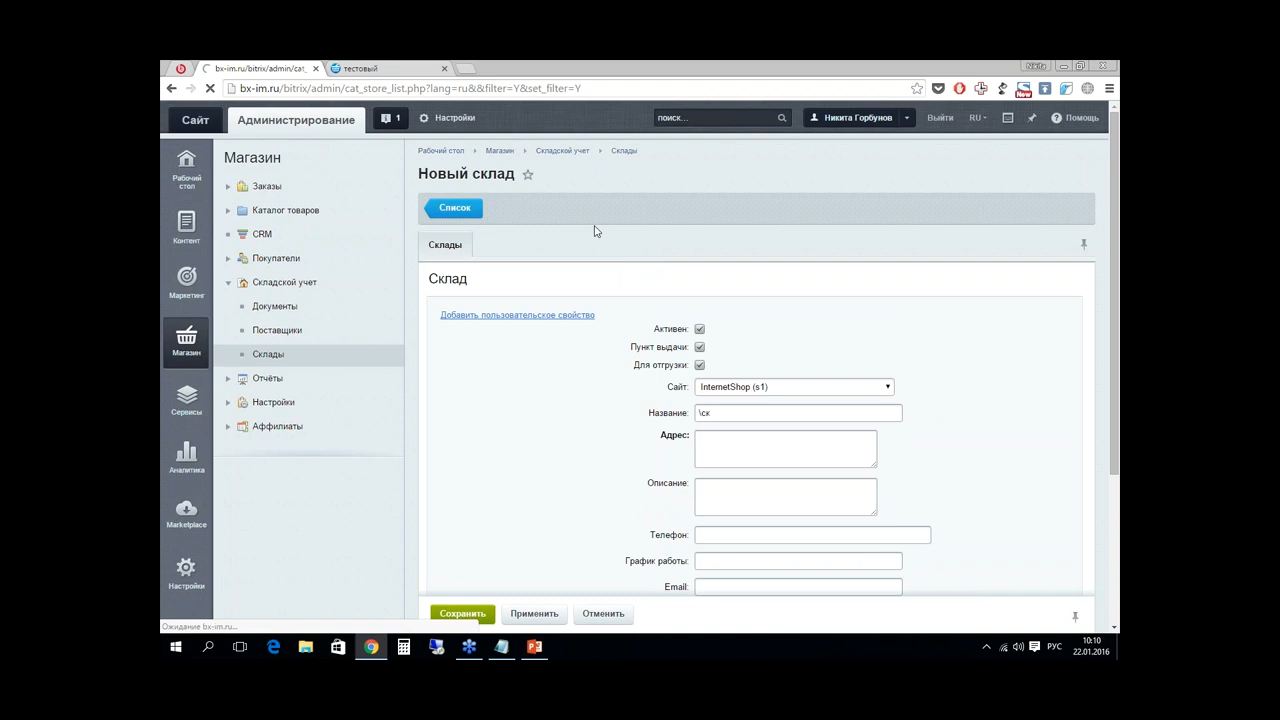 bx-im.ru/bitrix/admin/cat_
тестовый
Nikita
bx-im.ru/bitrix/admin/cat_store_list.php?lang=ru&&filter=Y&set_filter=Y
New
Сайт
Администрирование
1
Настройки
поиск...
Никита Горбунов
Выйти
RU
Помощь
Рабочий стол
Контент
Маркетинг
Магазин
Сервисы
Аналитика
Marketplace
Настройки
Магазин
Заказы
Каталог товаров
CRM
Покупатели
Складской учет
Документы
Поставщики
Склады
Отчёты
Настройки
Аффилиаты
Рабочий стол Магазин Складской учет Склады
Новый склад
Список
Склады
Склад
Добавить пользовательское свойство
Активен:
Пункт выдачи:
Для отгрузки:
Сайт: InternetShop (s1)
Название: \ск
Адрес:
Описание:
Телефон:
График работы:
Email:
Сохранить Применить Отменить
Ожидание bx-im.ru...
РУС
10:10
22.01.2016